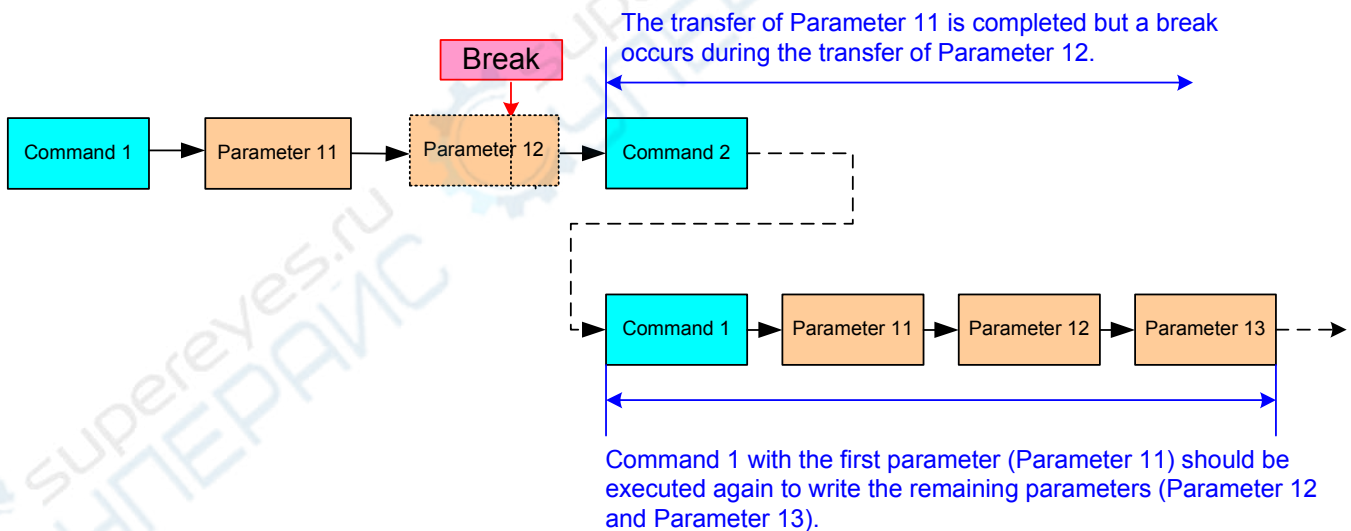 The transfer of Parameter 11 is completed but a break
occurs during the transfer of Parameter 12.
Break
Command 1
Parameter 11
Parameter 12
Command 2
Command 1
Parameter 11
Parameter 12
Parameter 13
Command 1 with the first parameter (Parameter 11) should be
executed again to write the remaining parameters (Parameter 12
and Parameter 13).
supereyes.ru